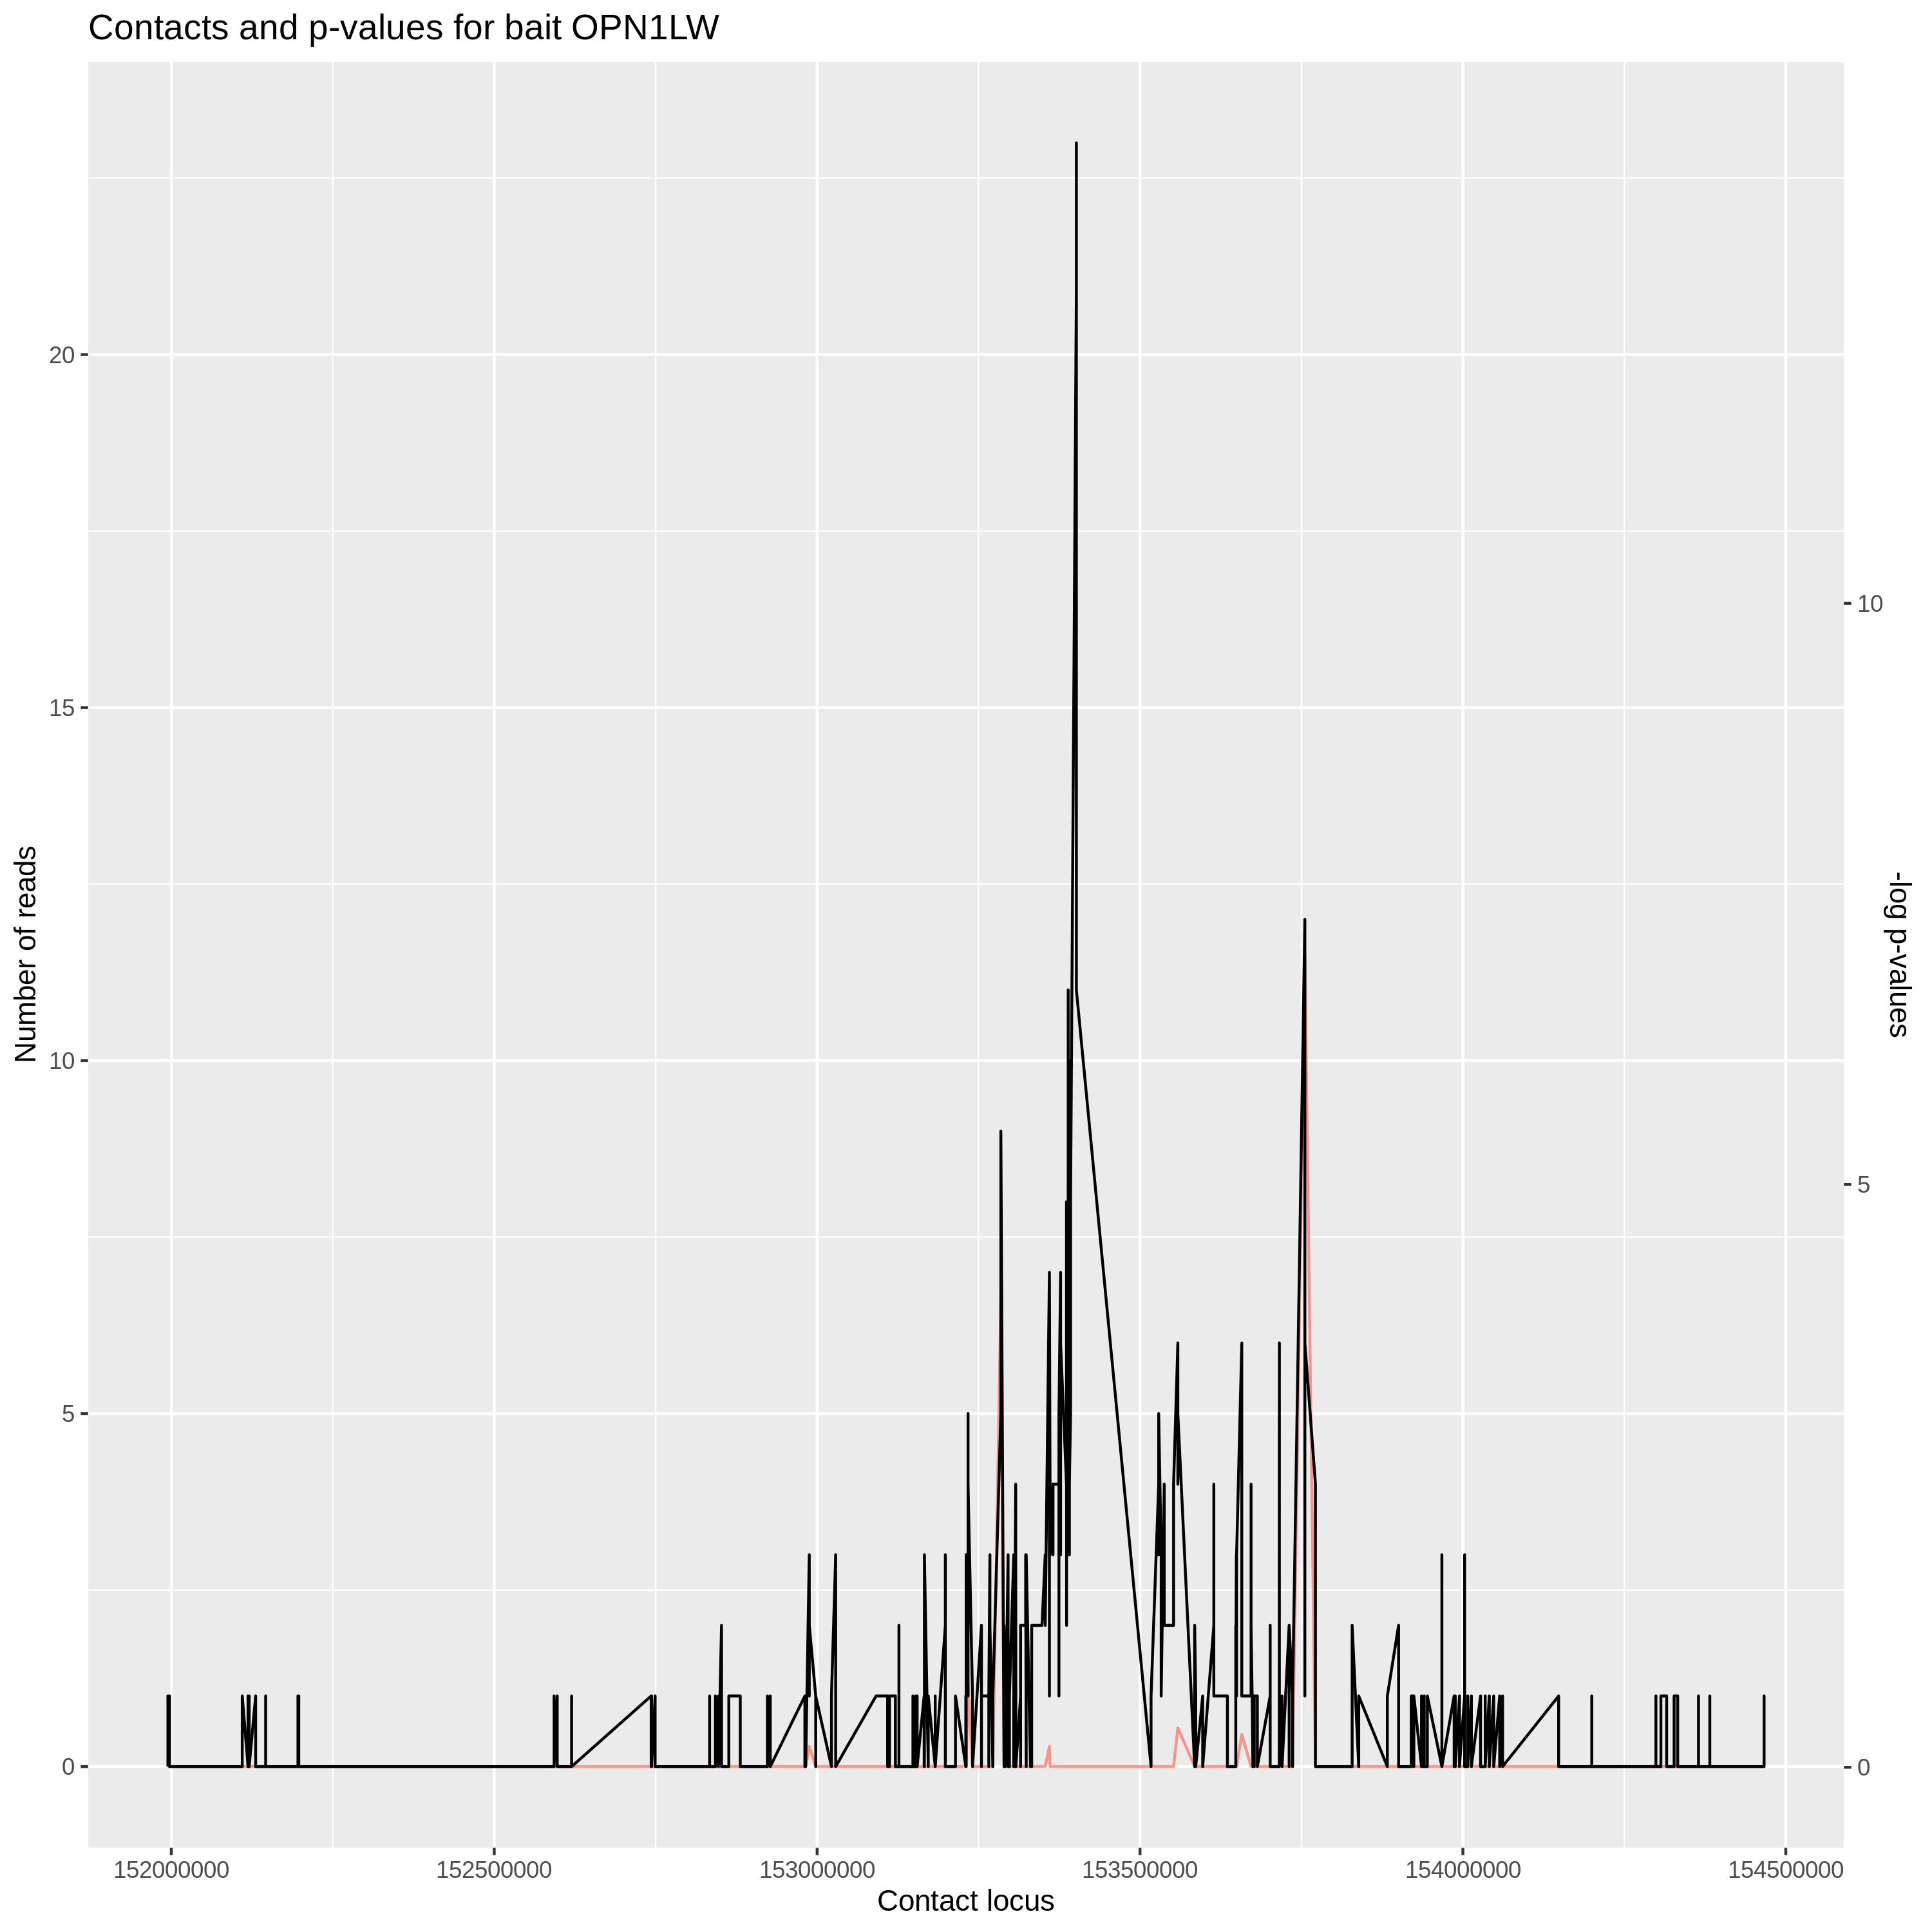 Contacts and p-values for bait OPN1LW
Number of reads
20
15
10
5
0
10
5
0
-log p-values
152000000 152500000 153000000 153500000 154000000 154500000
Contact locus